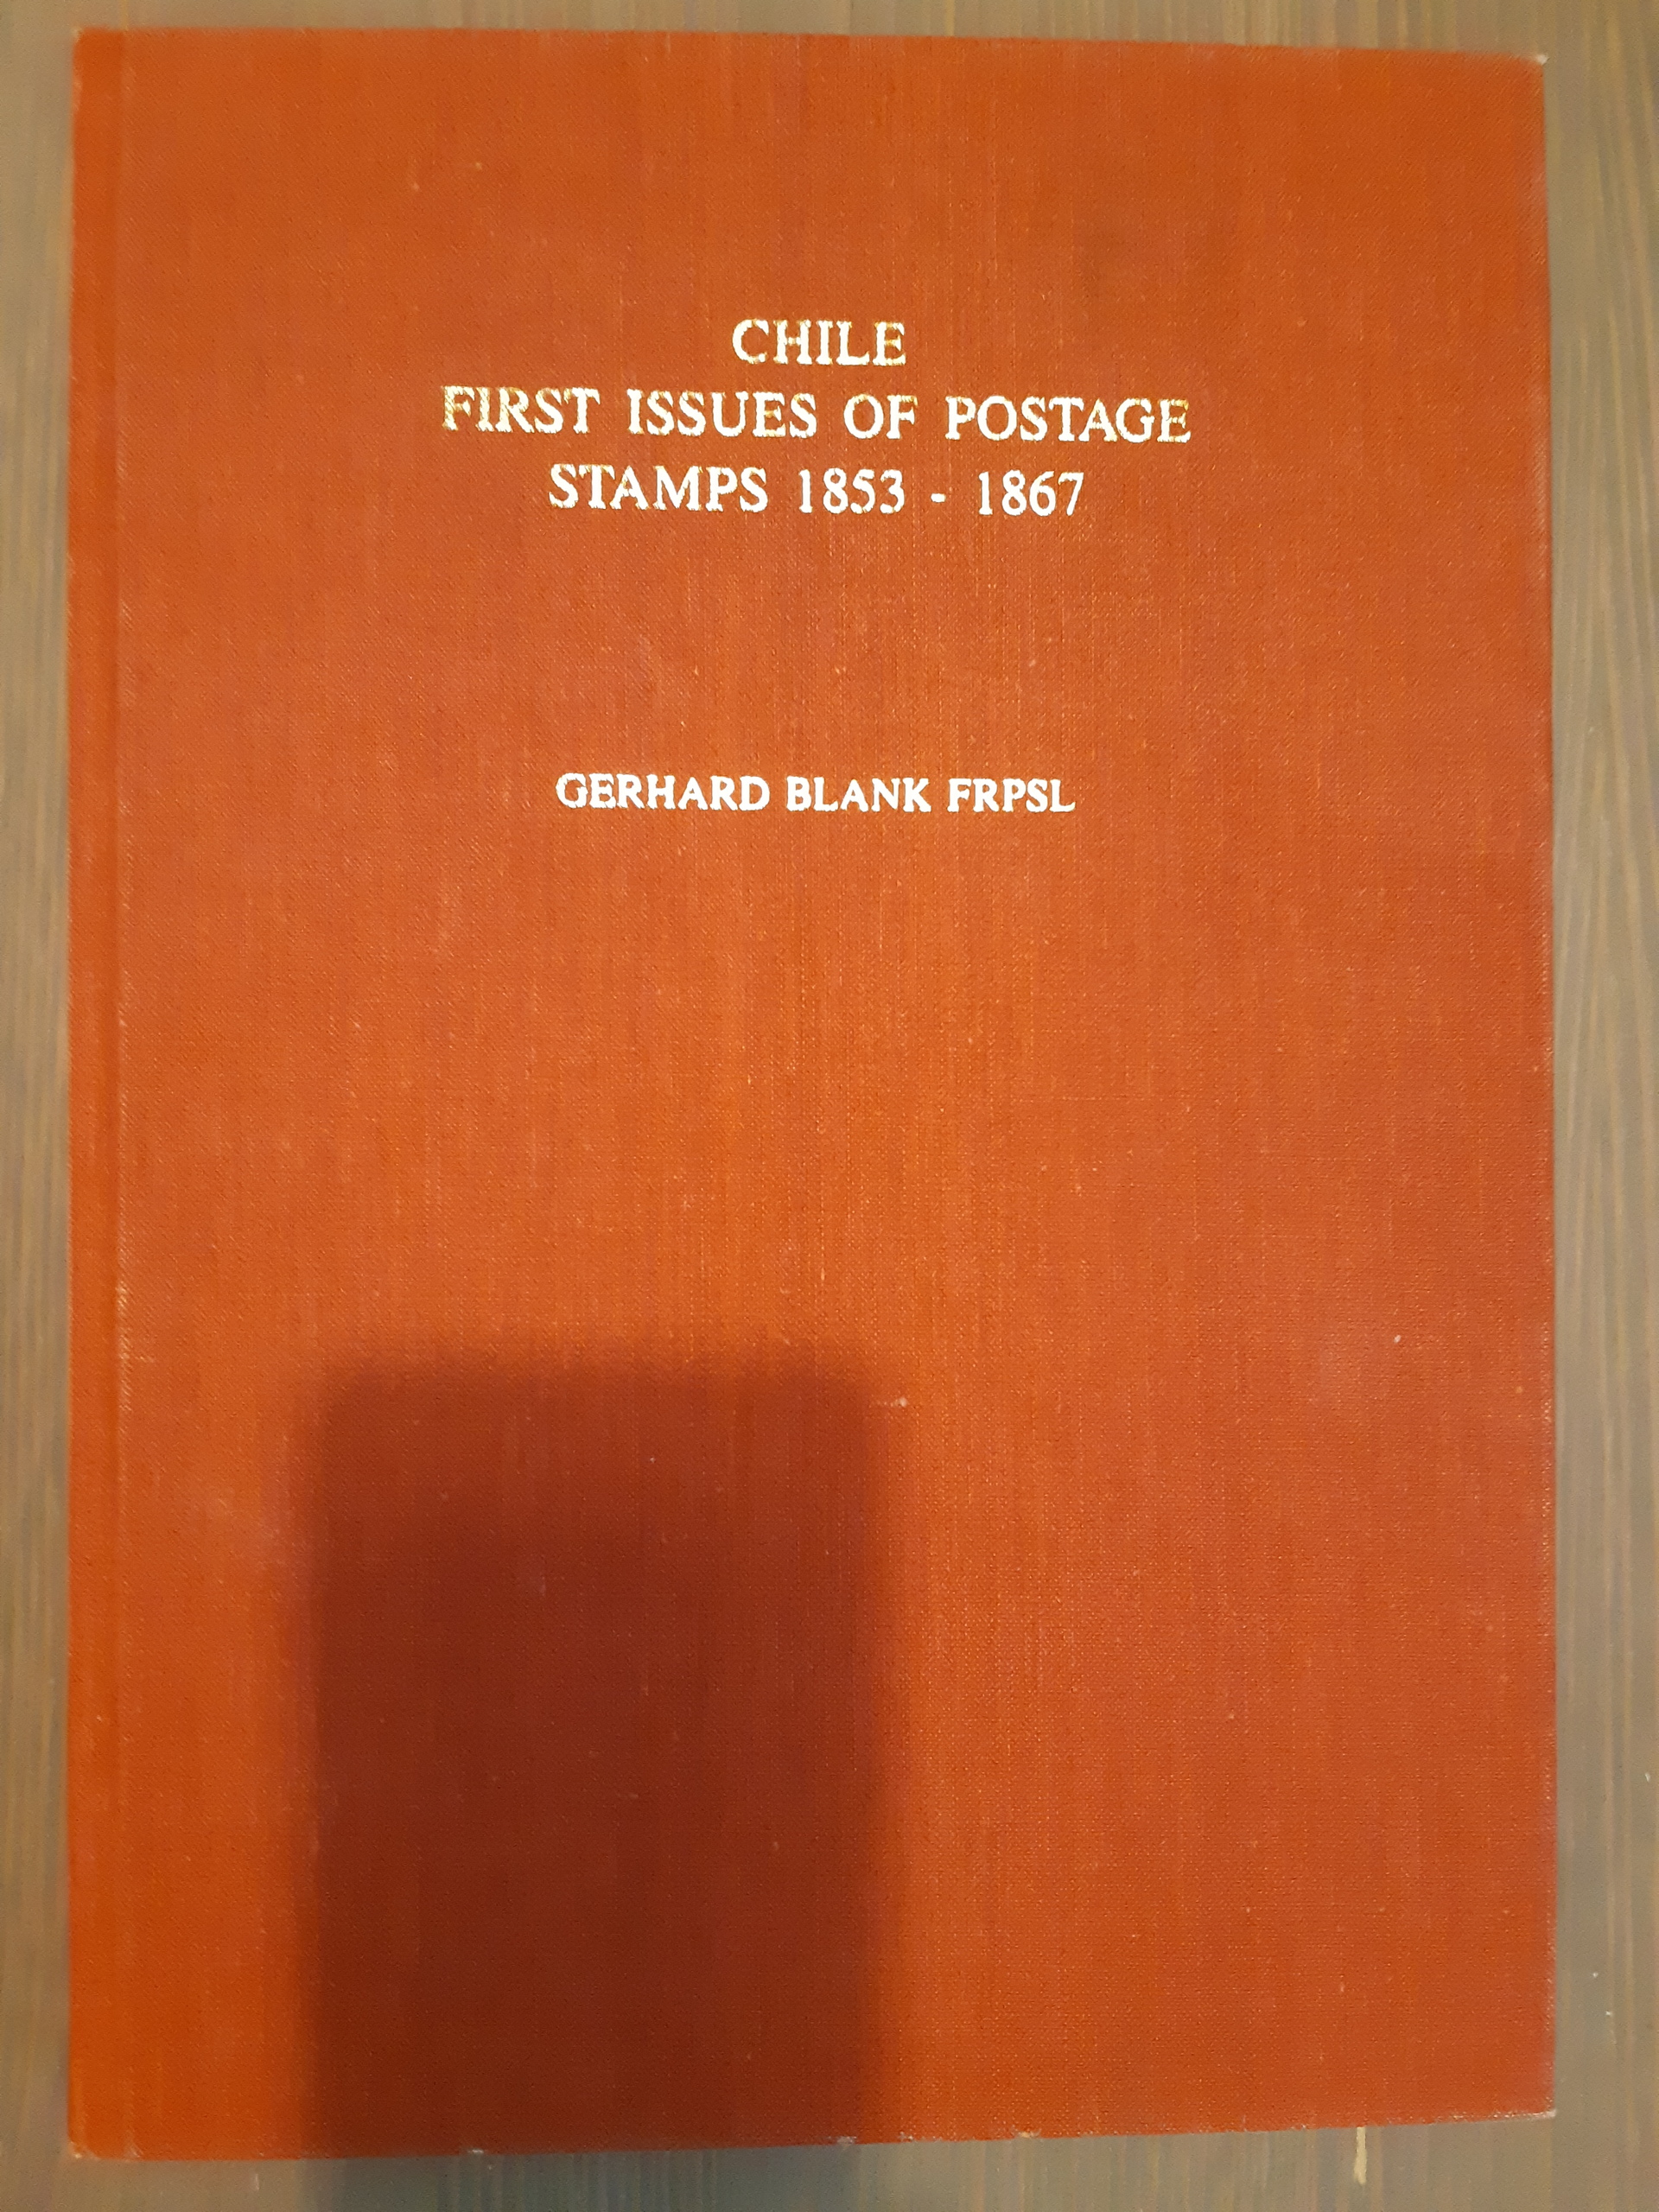 CHILE
FIRST ISSUES OF POSTAGE
STAMPS 1853 - 1867
GERHARD BLANK FRPSL